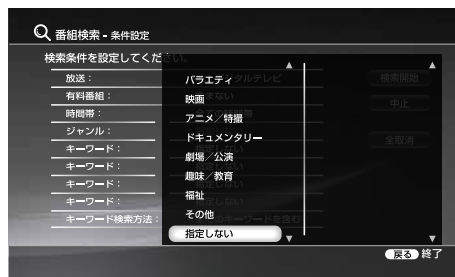 番組検索 - 条件設定
検索条件を設定してください。
放送：
有料番組：
時間帯：
ジャンル：
キーワード：
キーワード：
キーワード：
キーワード：
キーワード検索方法：
バラエティ
映画
アニメ／特撮
ドキュメンタリー
劇場／公演
趣味／教育
福祉
その他
指定しない
検索開始
中止
全取消
戻る 終了